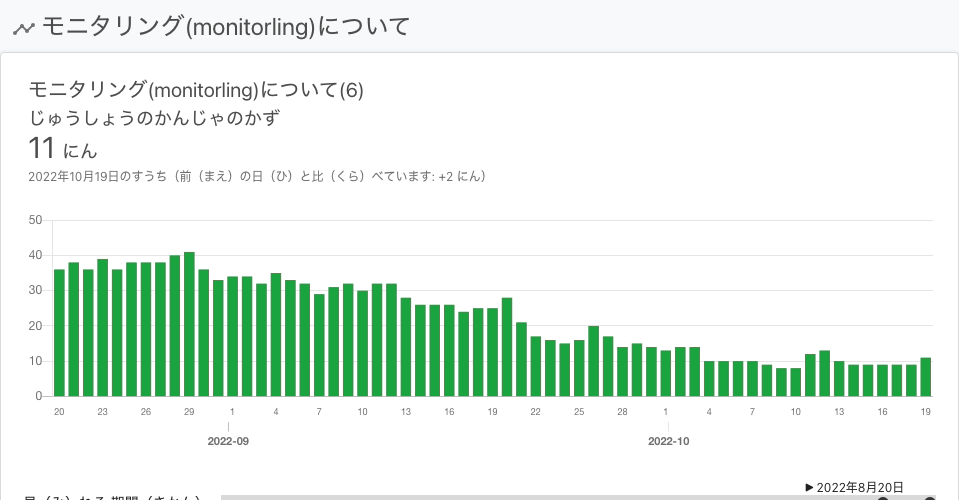 モニタリング(monitorling)について
モニタリング(monitorling)について(6)
じゅうしょうのかんじゃのかず
11 にん
2022年10月19日のすうち（前（まえ）の日（ひ）と比（くら）べています: +2 にん）
50
40
30
20
10
0
20 23 26 29 1 4 7 10 13 16 19 22 25 28 1 4 7 10 13 16 19
2022-09 2022-10
▶ 2022年8月20日